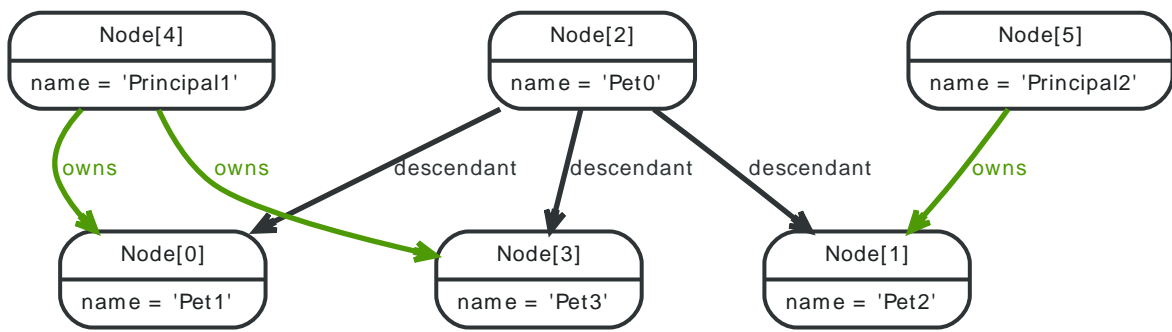 Node[4]
name = 'Principal1'
Node[2]
name = 'Pet0'
Node[5]
name = 'Principal2'
owns
owns
descendant
descendant
descendant
owns
Node[0]
name = 'Pet1'
Node[3]
name = 'Pet3'
Node[1]
name = 'Pet2'